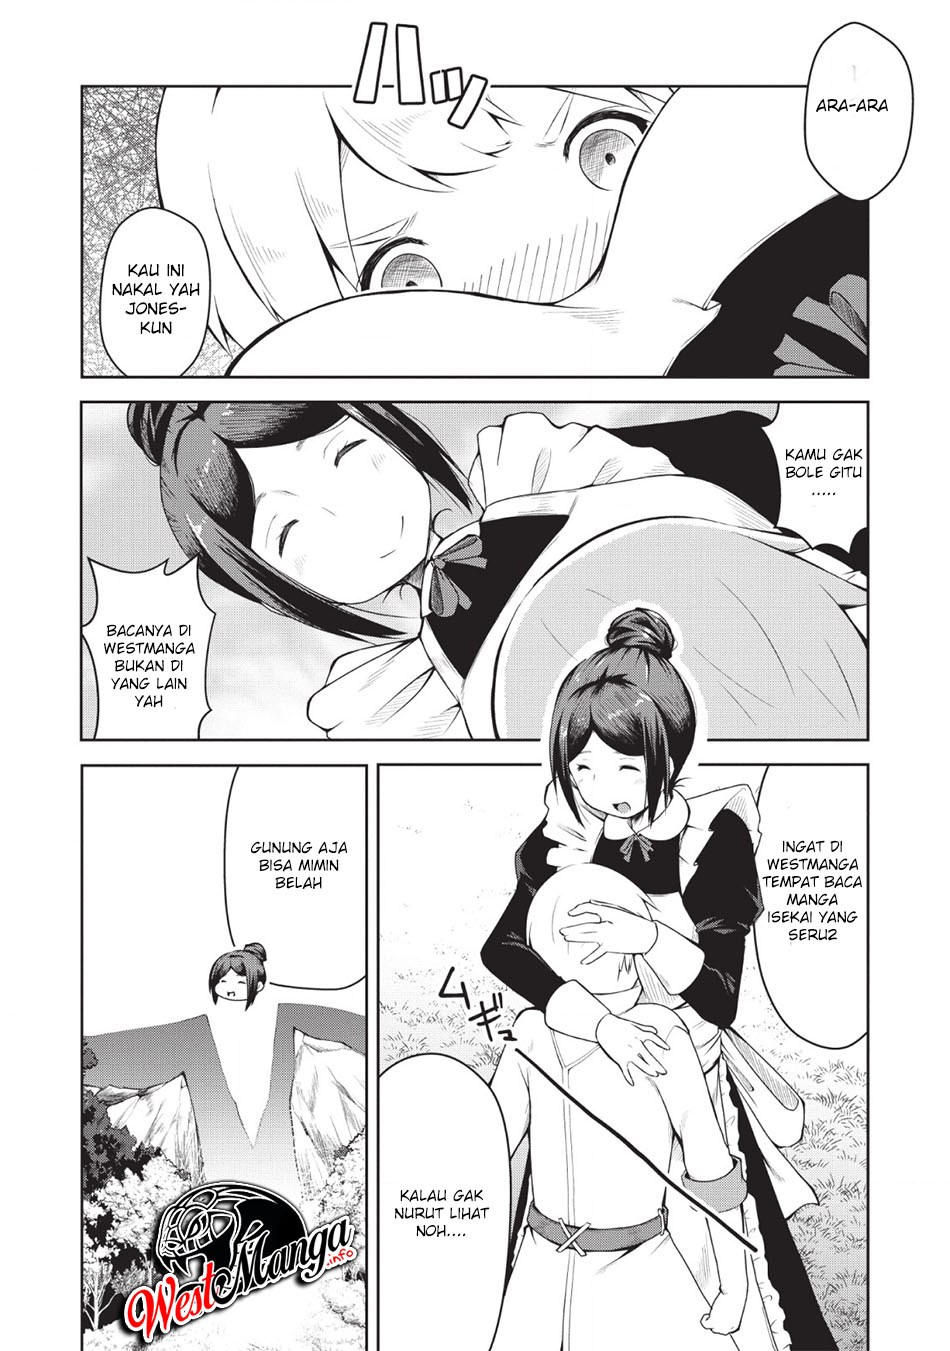 ハッ
ARA-ARA
KAU INI
NAKAL YAH
JONES-
KUN
KAMU GAK
BOLE GITU
.....
BACANYA DI
WESTMANGA
BUKAN DI
YANG LAIN
YAH
INGAT DI
WESTMANGA
TEMPAT BACA
MANGA
ISEKAI YANG
SERU2
ムギュ
KALAU GAK
NURUT LIHAT
NOH....
GUNUNG AJA
BISA MIMIN
BELAH
WestManga
.info